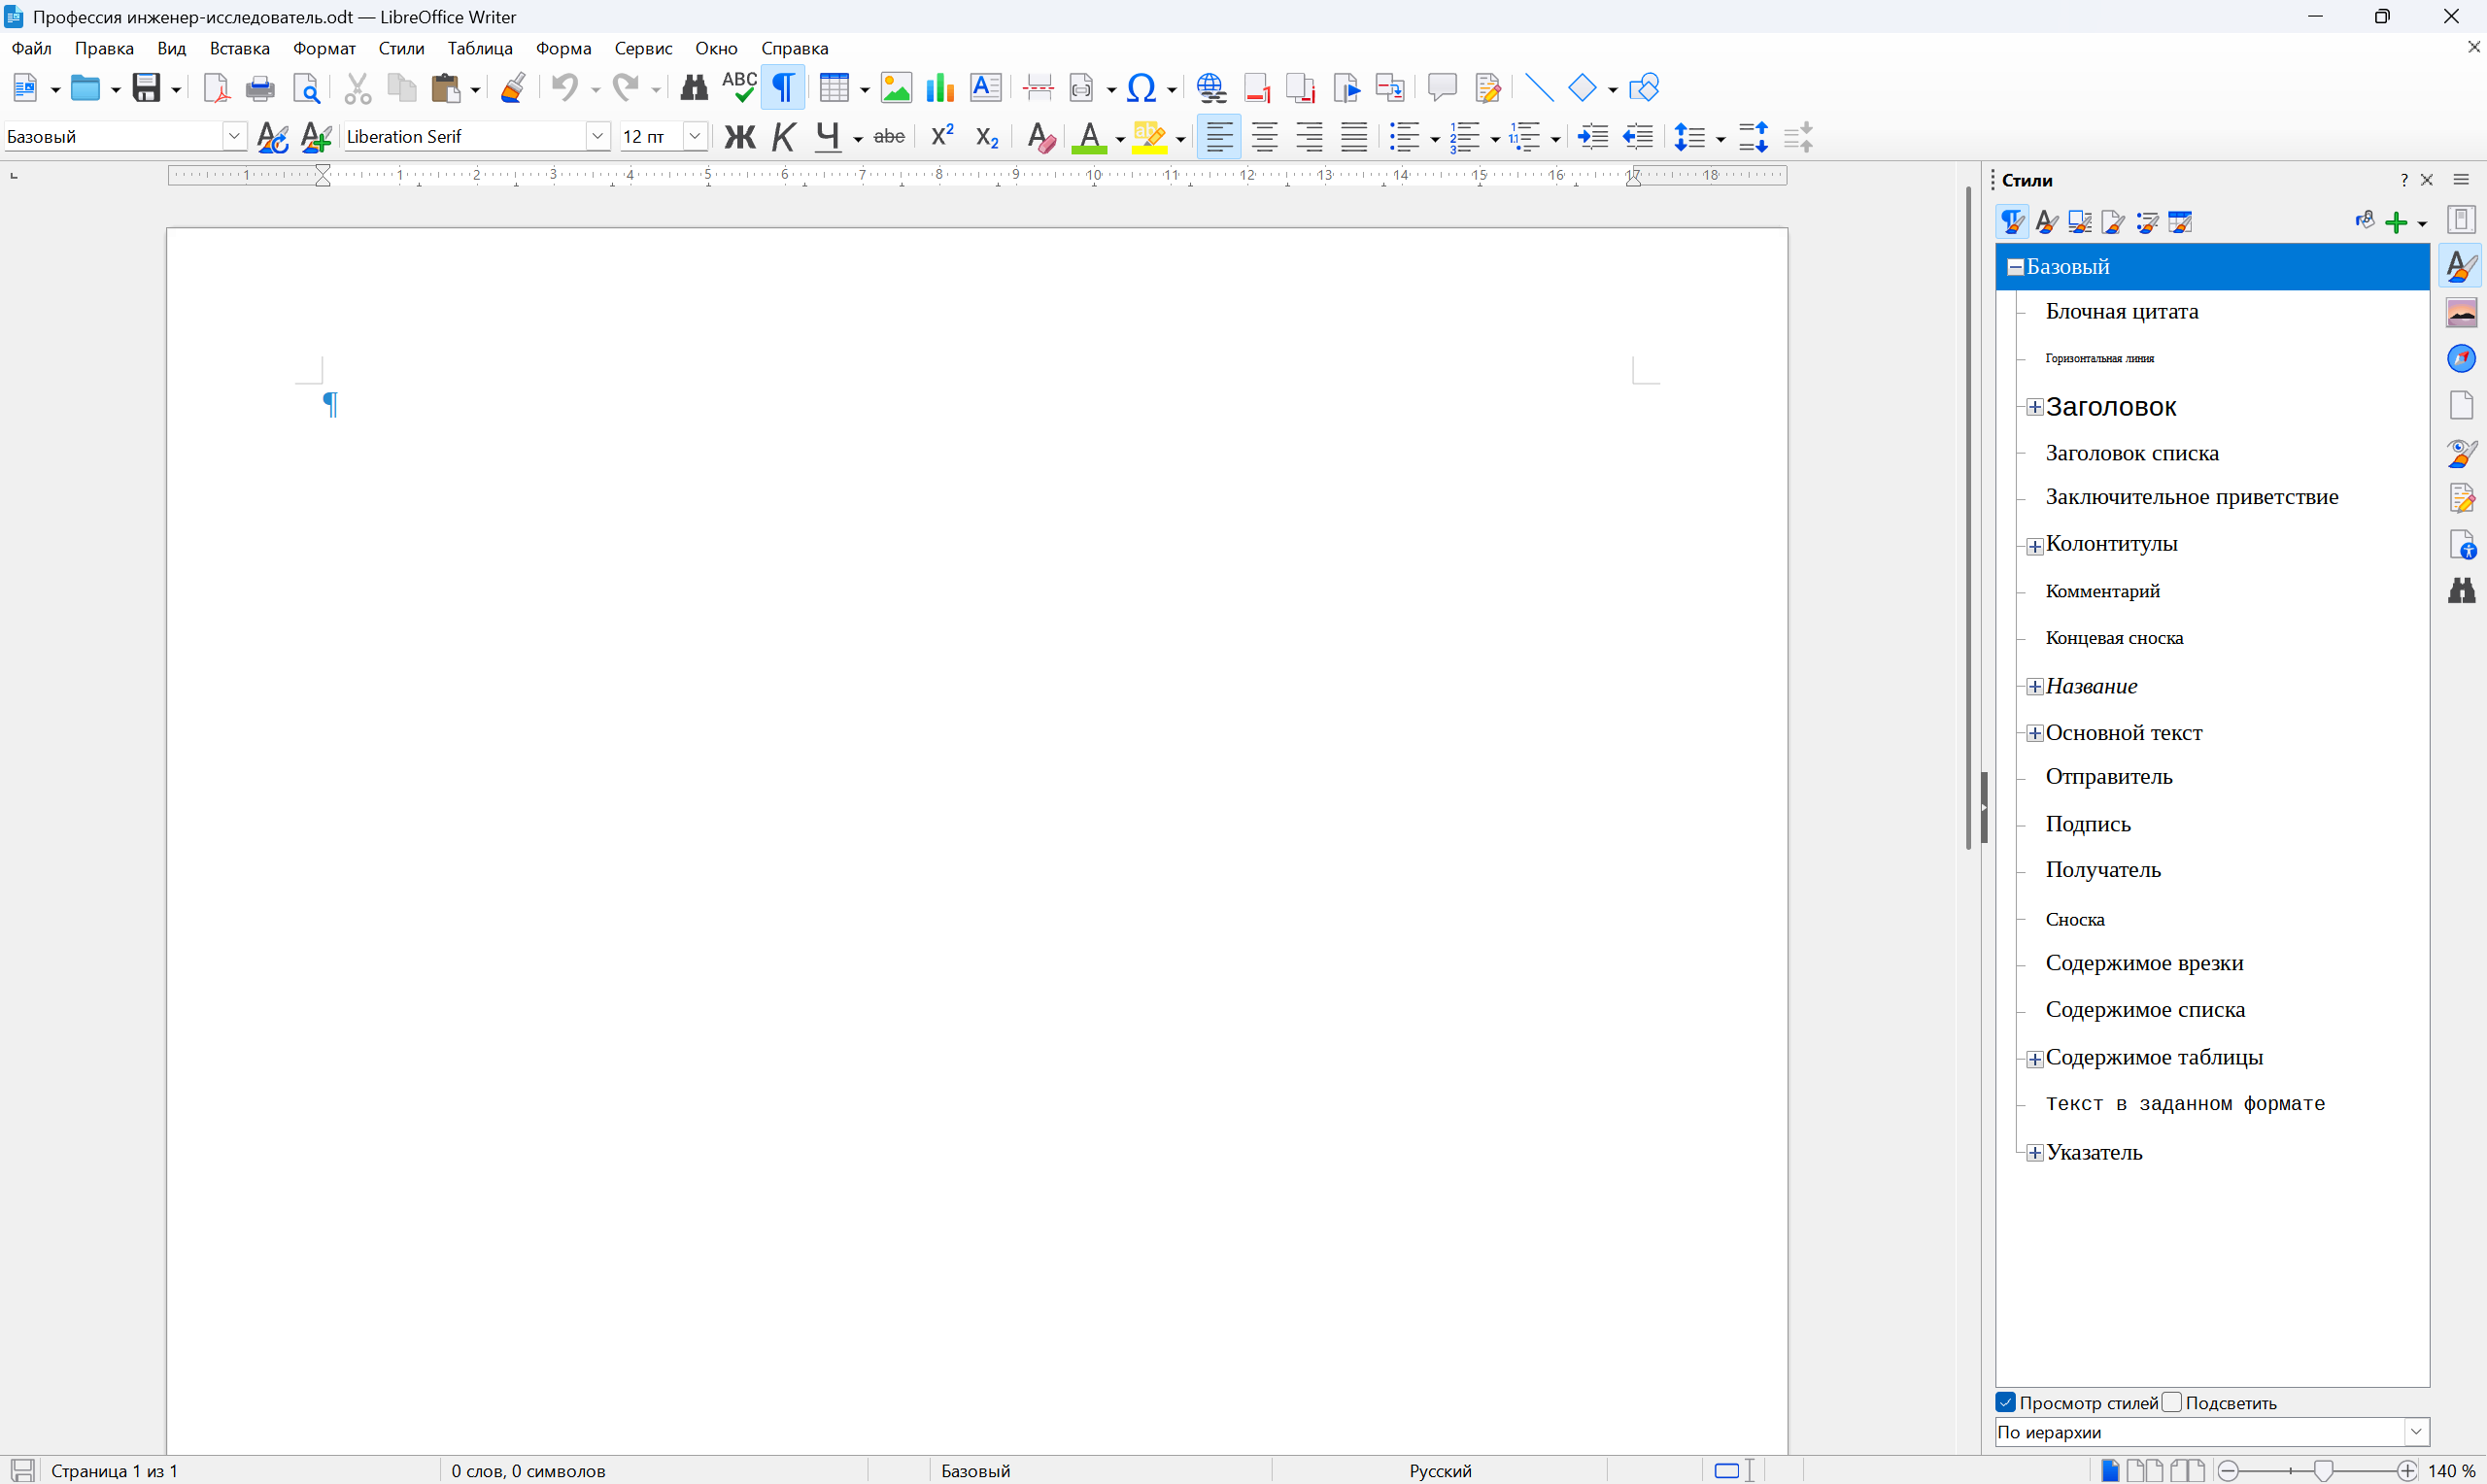 Профессия инженер-исследователь.odt — LibreOffice Writer
Файл Правка Вид Вставка Формат Стили Таблица Форма Сервис Окно Справка
Базовый Liberation Serif 12 пт Ж К Ч abc X² X₂ A
1 1 2 3 4 5 6 7 8 9 10 11 12 13 14 15 16 17 18
¶
Стили
Базовый
Блочная цитата
Горизонтальная линия
Заголовок
Заголовок списка
Заключительное приветствие
Колонтитулы
Комментарий
Концевая сноска
Название
Основной текст
Отправитель
Подпись
Получатель
Сноска
Содержимое врезки
Содержимое списка
Содержимое таблицы
Текст в заданном формате
Указатель
Просмотр стилей Подсветить
По иерархии
Страница 1 из 1 0 слов, 0 символов Базовый Русский 140 %